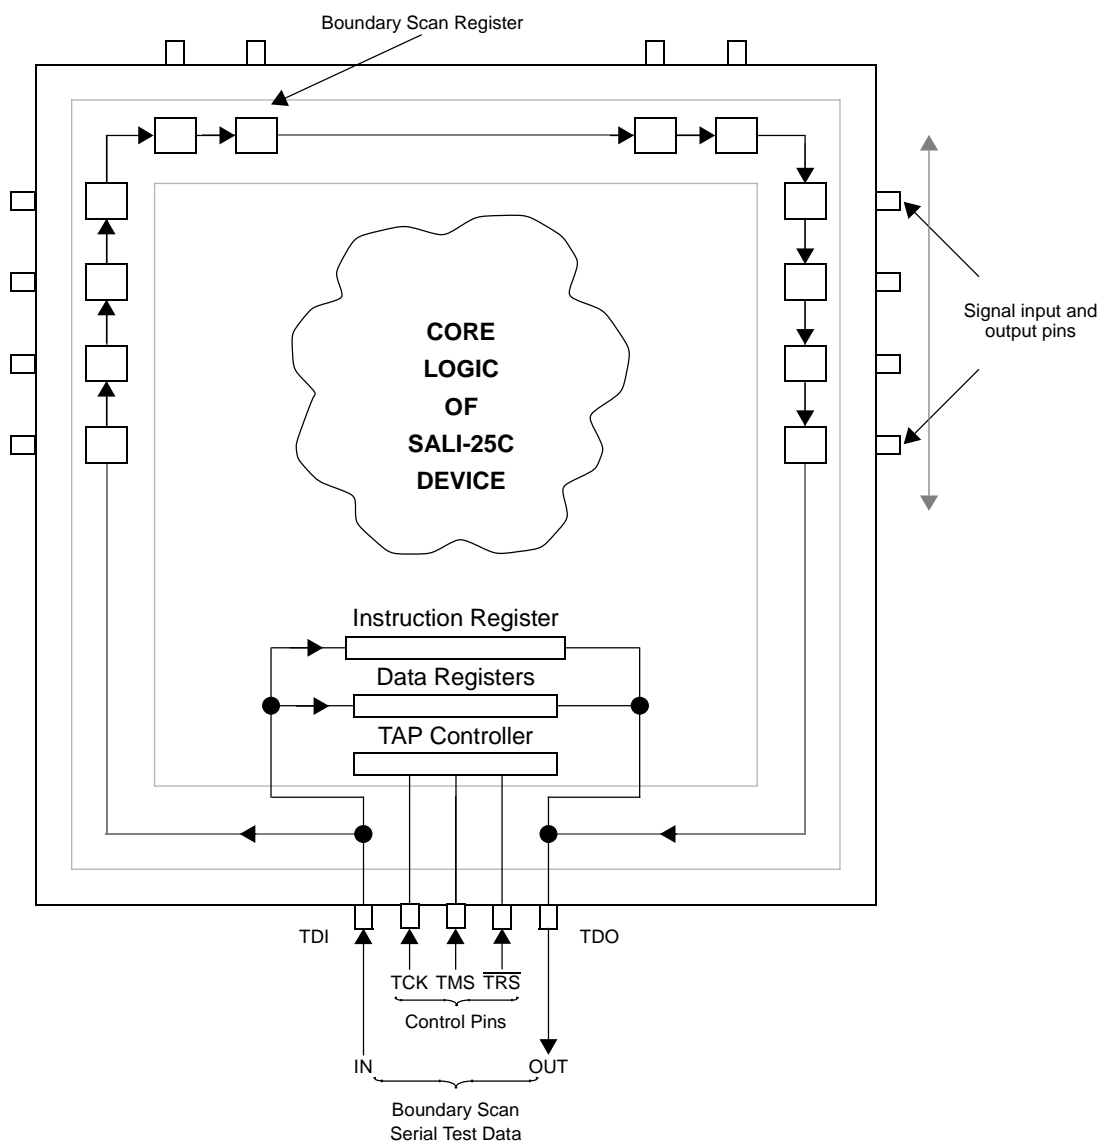 Boundary Scan Register
Signal input and
output pins
CORE
LOGIC
OF
SALI-25C
DEVICE
Instruction Register
Data Registers
TAP Controller
TDI
TDO
TCK TMS TRS
Control Pins
IN
OUT
Boundary Scan
Serial Test Data